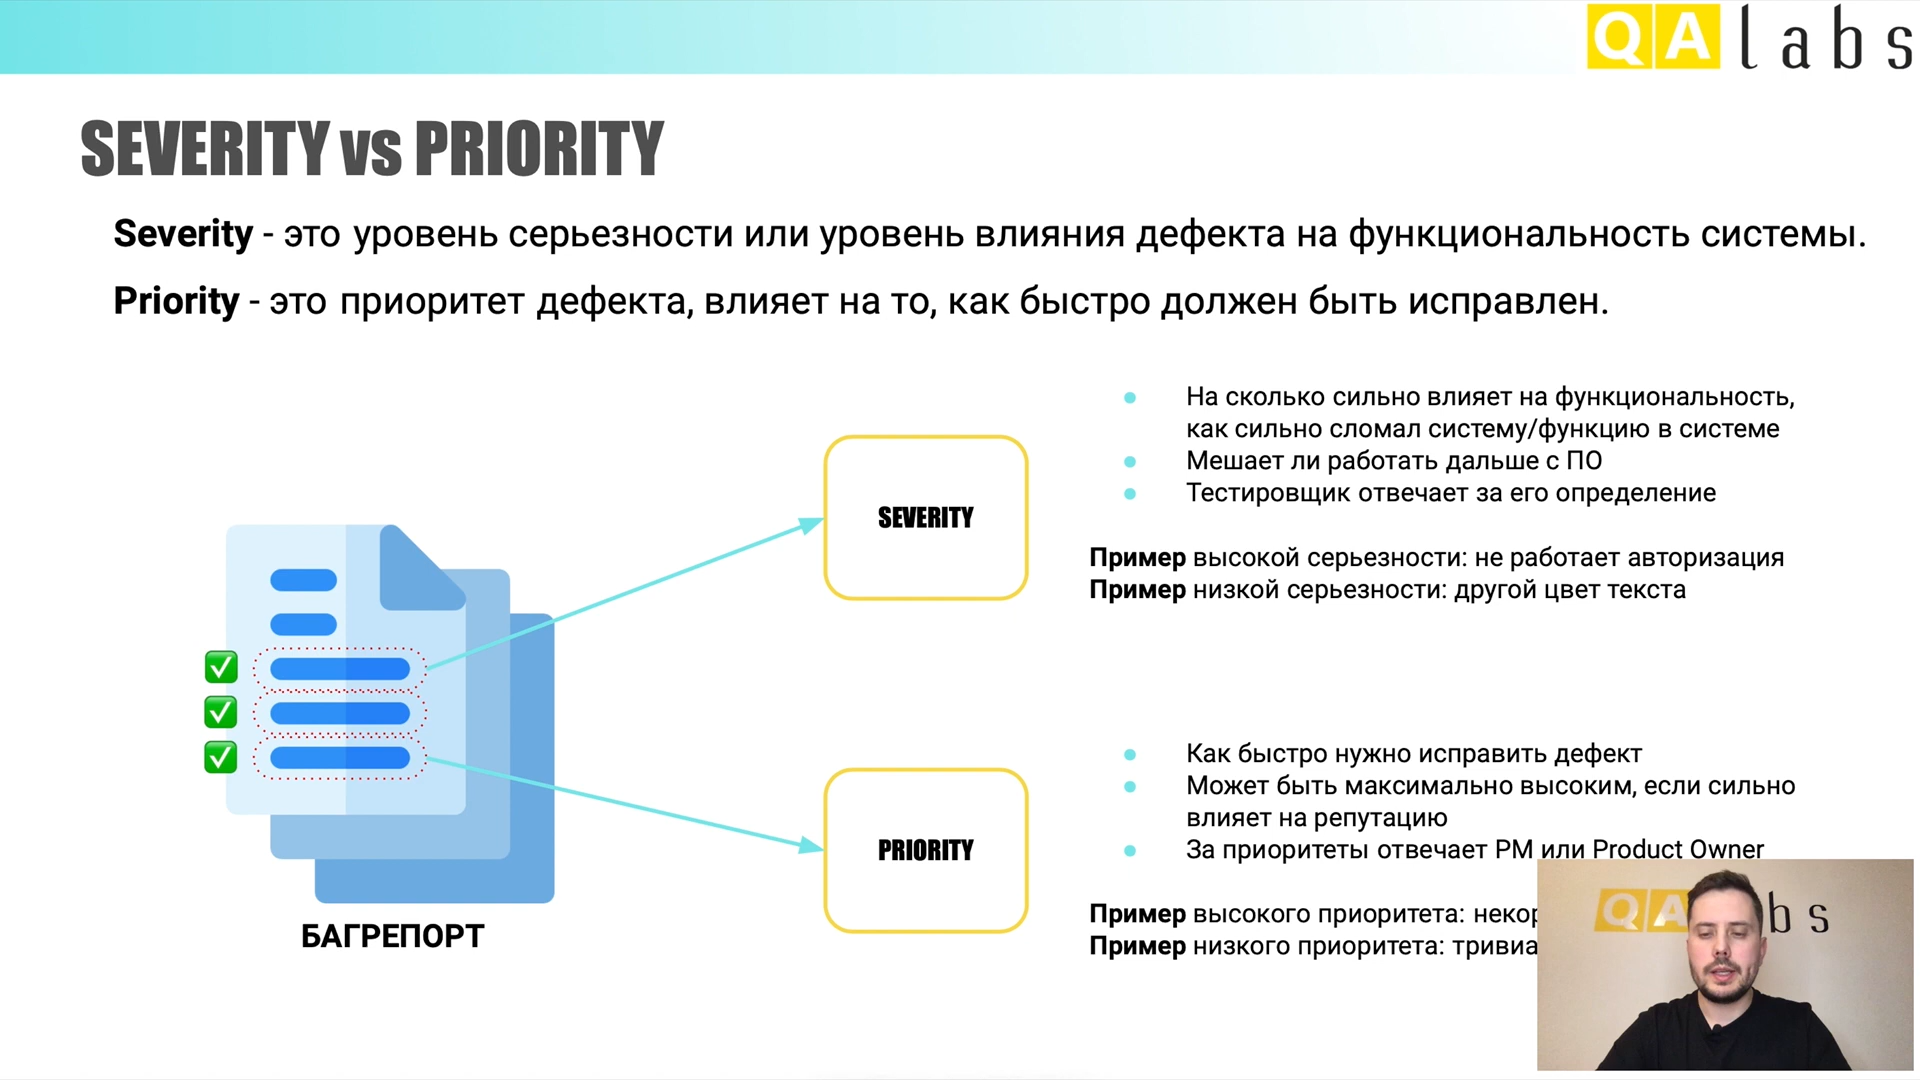 QA labs
SEVERITY vs PRIORITY
Severity - это уровень серьезности или уровень влияния дефекта на функциональность системы.
Priority - это приоритет дефекта, влияет на то, как быстро должен быть исправлен.
На сколько сильно влияет на функциональность,
как сильно сломал систему/функцию в системе
Мешает ли работать дальше с ПО
Тестировщик отвечает за его определение
SEVERITY
Пример высокой серьезности: не работает авторизация
Пример низкой серьезности: другой цвет текста
Как быстро нужно исправить дефект
Может быть максимально высоким, если сильно
влияет на репутацию
За приоритеты отвечает PM или Product Owner
PRIORITY
Пример высокого приоритета:
Пример низкого приоритета:
БАГРЕПОРТ
QA bs